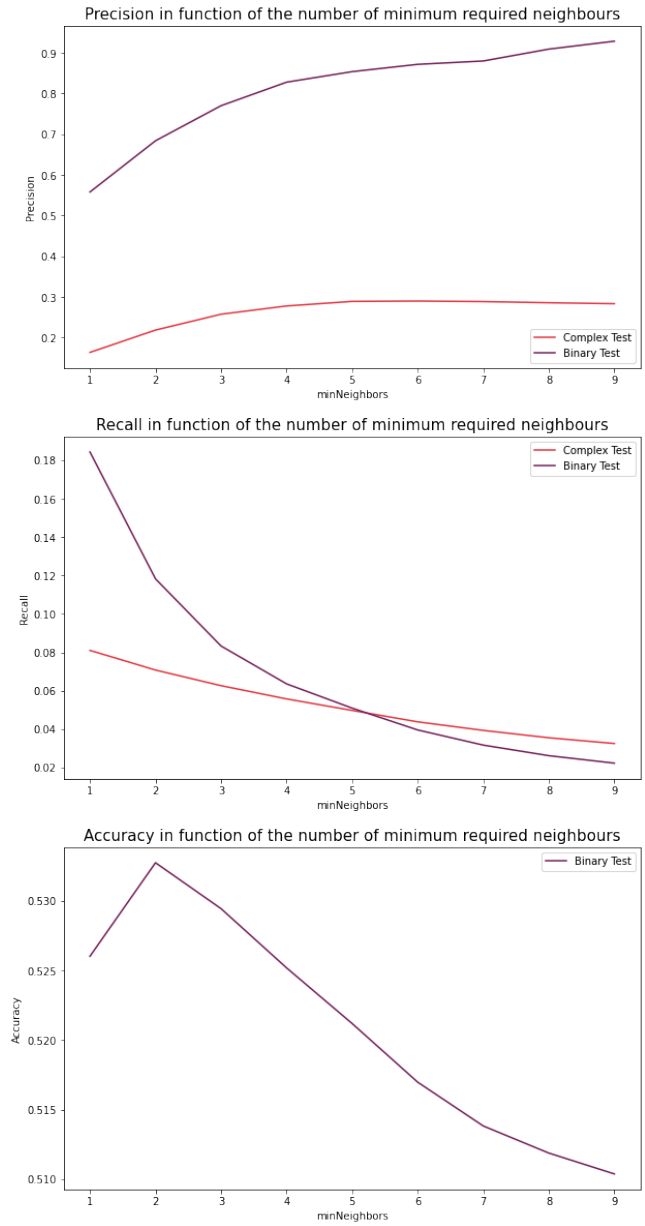 Precision in function of the number of minimum required neighbours
0.9
0.8
0.7
0.6
0.5
0.4
0.3
0.2
Precision
Complex Test
Binary Test
1 2 3 4 5 6 7 8 9
minNeighbors
Recall in function of the number of minimum required neighbours
0.18
0.16
0.14
0.12
0.10
0.08
0.06
0.04
0.02
Recall
Complex Test
Binary Test
1 2 3 4 5 6 7 8 9
minNeighbors
Accuracy in function of the number of minimum required neighbours
0.530
0.525
0.520
0.515
0.510
Accuracy
Binary Test
1 2 3 4 5 6 7 8 9
minNeighbors